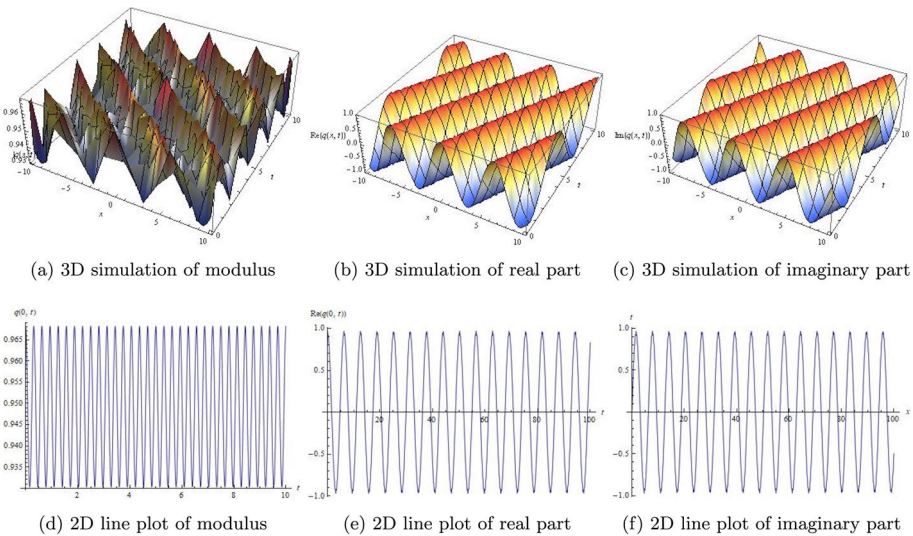 0.96
0.95
0.94
0.93
-10
-5
0
5
10
x
0
5
10
t
1.0
0.5
0.0
-0.5
-1.0
Re(q(x, t))
-10
-5
0
5
10
x
0
5
10
t
1.0
0.5
0.0
-0.5
-1.0
Im(q(x, t))
-10
-5
0
5
10
x
0
5
10
t
(a) 3D simulation of modulus
(b) 3D simulation of real part
(c) 3D simulation of imaginary part
q(0, t)
0.965
0.960
0.955
0.950
0.945
0.940
0.935
2 4 6 8 10
t
Re(q(0, t))
1.0
0.5
-0.5
-1.0
20 40 60 80 100
t
t
1.0
0.5
-0.5
-1.0
20 40 60 80 100
x
(d) 2D line plot of modulus
(e) 2D line plot of real part
(f) 2D line plot of imaginary part